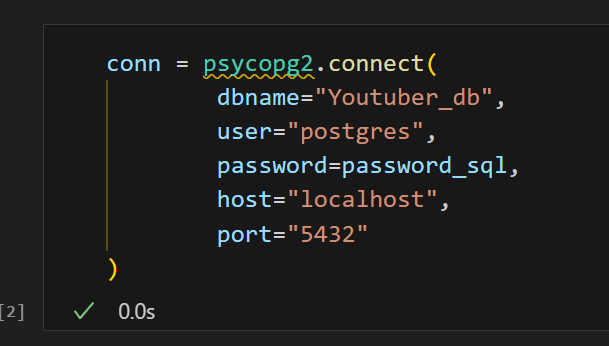 conn = psycopg2.connect(
dbname="Youtuber_db",
user="postgres",
password=password_sql,
host="localhost",
port="5432"
)
[2] ✓ 0.0s